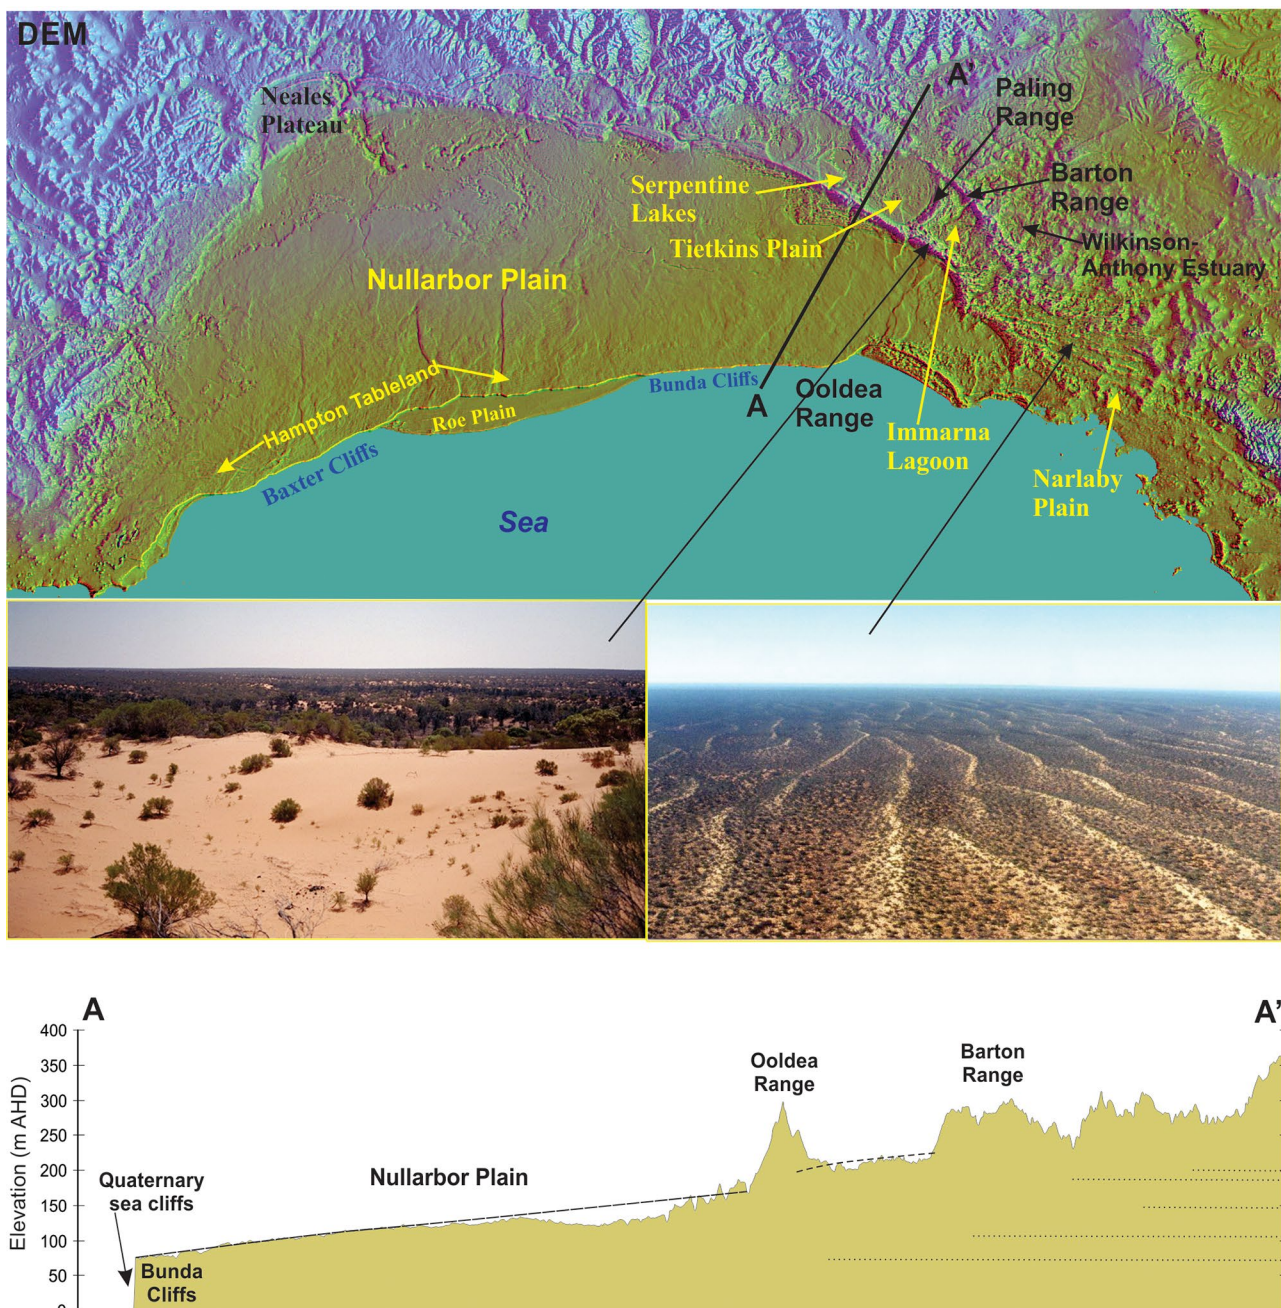 DEM
Neales
Plateau
A'
Paling
Range
Serpentine
Lakes
Barton
Range
Tietkins Plain
Wilkinson-
Anthony Estuary
Nullarbor Plain
Hampton Tableland
Bunda Cliffs
A
Ooldea
Range
Roe Plain
Immarna
Lagoon
Baxter Cliffs
Narlaby
Plain
Sea
A
A'
400
350
300
250
200
150
100
50
0
Elevation (m AHD)
Ooldea
Range
Barton
Range
Quaternary
sea cliffs
Nullarbor Plain
Bunda
Cliffs